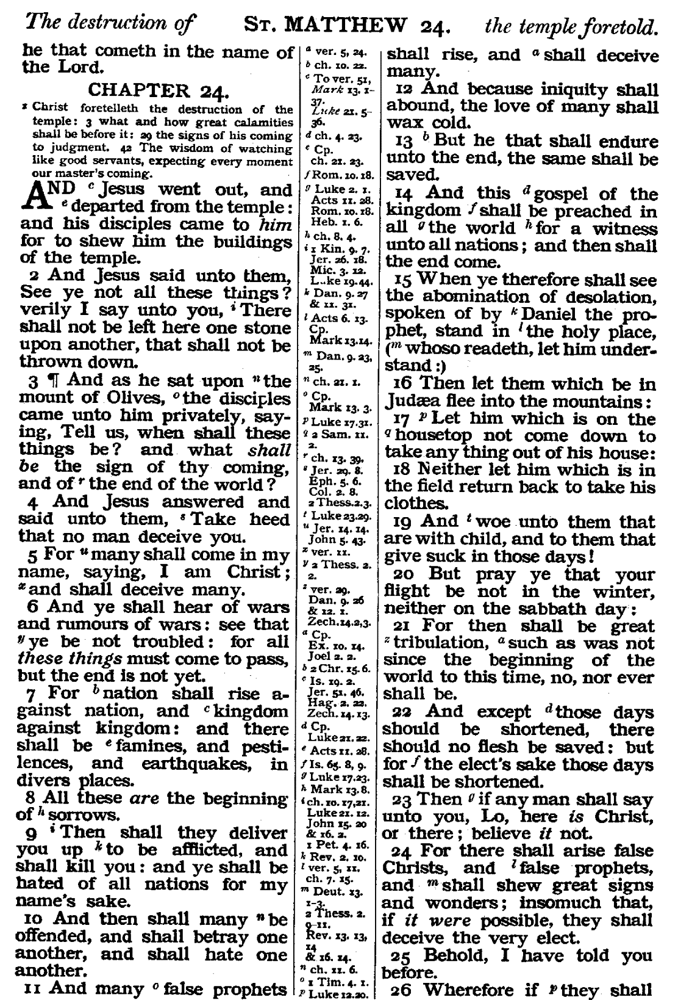 The destruction of ST. MATTHEW 24. the temple foretold.
he that cometh in the name of
the Lord.
CHAPTER 24.
1 Christ foretelleth the destruction of the
temple: 3 what and how great calamities
shall be before it: 29 the signs of his coming
to judgment. 42 The wisdom of watching
like good servants, expecting every moment
our master's coming.
AND c Jesus went out, and
e departed from the temple:
and his disciples came to him
for to shew him the buildings
of the temple.
2 And Jesus said unto them,
See ye not all these things?
verily I say unto you, i There
shall not be left here one stone
upon another, that shall not be
thrown down.
3 ¶ And as he sat upon n the
mount of Olives, o the disciples
came unto him privately, say-
ing, Tell us, when shall these
things be? and what shall
be the sign of thy coming,
and of r the end of the world?
4 And Jesus answered and
said unto them, s Take heed
that no man deceive you.
5 For u many shall come in my
name, saying, I am Christ;
x and shall deceive many.
6 And ye shall hear of wars
and rumours of wars: see that
y ye be not troubled: for all
these things must come to pass,
but the end is not yet.
7 For b nation shall rise a-
gainst nation, and c kingdom
against kingdom: and there
shall be e famines, and pesti-
lences, and earthquakes, in
divers places.
8 All these are the beginning
of h sorrows.
9 i Then shall they deliver
you up k to be afflicted, and
shall kill you: and ye shall be
hated of all nations for my
name's sake.
10 And then shall many n be
offended, and shall betray one
another, and shall hate one
another.
11 And many o false prophets
a ver. 5, 24.
b ch. 10. 22.
c To ver. 51,
Mark 13. 1-
37.
Luke 21. 5-
36.
d ch. 4. 23.
e Cp.
ch. 21. 23.
f Rom. 10. 18.
g Luke 2. 1.
Acts 11. 28.
Rom. 10. 18.
Heb. 1. 6.
h ch. 8. 4.
i 1 Kin. 9. 7.
Jer. 26. 18.
Mic. 3. 12.
Luke 19. 44.
k Dan. 9. 27
& 11. 31.
l Acts 6. 13.
Cp.
Mark 13. 14.
m Dan. 9. 23,
25.
n ch. 21. 1.
o Cp.
Mark 13. 3.
p Luke 17. 31.
q 2 Sam. 11.
2.
r ch. 13. 39.
s Jer. 29. 8.
Eph. 5. 6.
Col. 2. 8.
2 Thess. 2. 3.
t Luke 23. 29.
u Jer. 14. 14.
John 5. 43.
x ver. 11.
y 2 Thess. 2.
2.
z ver. 29.
Dan. 9. 26
& 12. 1.
Zech. 14. 2, 3.
a Cp.
Ex. 10. 14.
Joel 2. 2.
b 2 Chr. 15. 6.
c Is. 19. 2.
Jer. 51. 46.
Hag. 2. 22.
Zech. 14. 13.
d Cp.
Luke 21. 22.
e Acts 11. 28.
f Is. 65. 8, 9.
g Luke 17. 23.
h Mark 13. 8.
i ch. 10. 17, 21.
Luke 21. 12.
John 15. 20
& 16. 2.
1 Pet. 4. 16.
k Rev. 2. 10.
l ver. 5, 11.
ch. 7. 15.
m Deut. 13.
1-3.
2 Thess. 2.
9-11.
Rev. 13. 13,
14
& 16. 14.
n ch. 11. 6.
o 1 Tim. 4. 1.
p Luke 12. 20.
shall rise, and a shall deceive
many.
12 And because iniquity shall
abound, the love of many shall
wax cold.
13 b But he that shall endure
unto the end, the same shall be
saved.
14 And this d gospel of the
kingdom f shall be preached in
all g the world h for a witness
unto all nations; and then shall
the end come.
15 When ye therefore shall see
the abomination of desolation,
spoken of by k Daniel the pro-
phet, stand in l the holy place,
(m whoso readeth, let him under-
stand:)
16 Then let them which be in
Judæa flee into the mountains:
17 p Let him which is on the
q housetop not come down to
take any thing out of his house:
18 Neither let him which is in
the field return back to take his
clothes.
19 And t woe unto them that
are with child, and to them that
give suck in those days!
20 But pray ye that your
flight be not in the winter,
neither on the sabbath day:
21 For then shall be great
z tribulation, a such as was not
since the beginning of the
world to this time, no, nor ever
shall be.
22 And except d those days
should be shortened, there
should no flesh be saved: but
for f the elect's sake those days
shall be shortened.
23 Then g if any man shall say
unto you, Lo, here is Christ,
or there; believe it not.
24 For there shall arise false
Christs, and l false prophets,
and m shall shew great signs
and wonders; insomuch that,
if it were possible, they shall
deceive the very elect.
25 Behold, I have told you
before.
26 Wherefore if p they shall